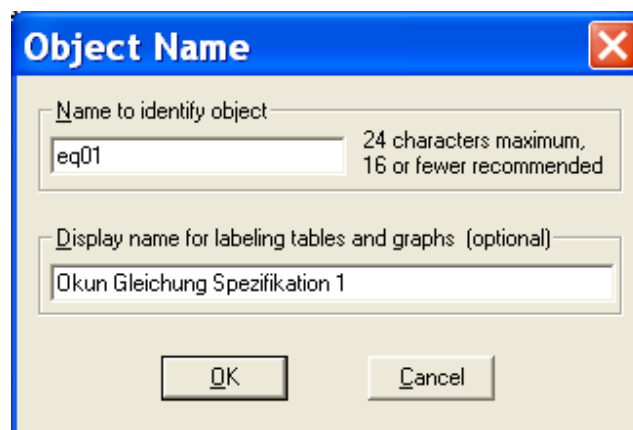 Object Name
Name to identify object
eq01
24 characters maximum,
16 or fewer recommended
Display name for labeling tables and graphs (optional)
Okun Gleichung Spezifikation 1
OK
Cancel